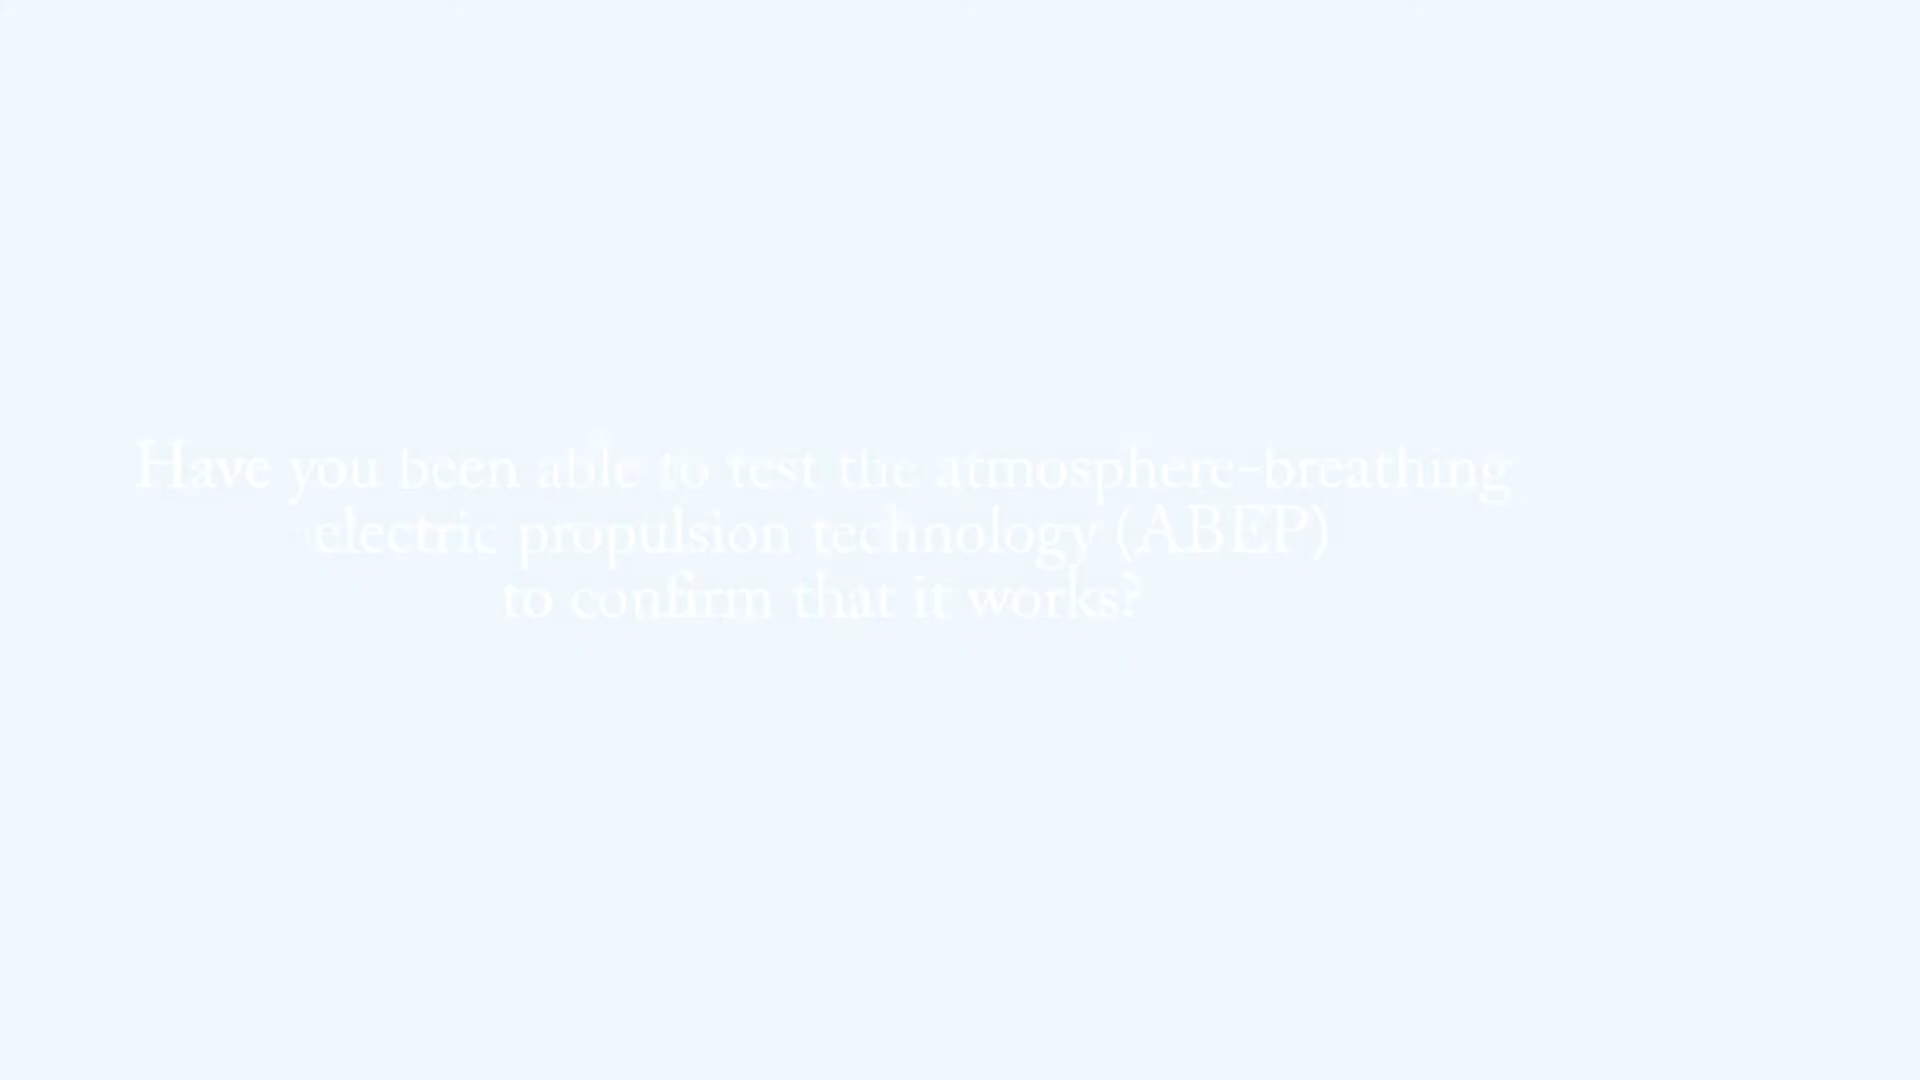 Have you been able to test the atmosphere-breathing
electric propulsion technology (ABEP)
to confirm that it works?